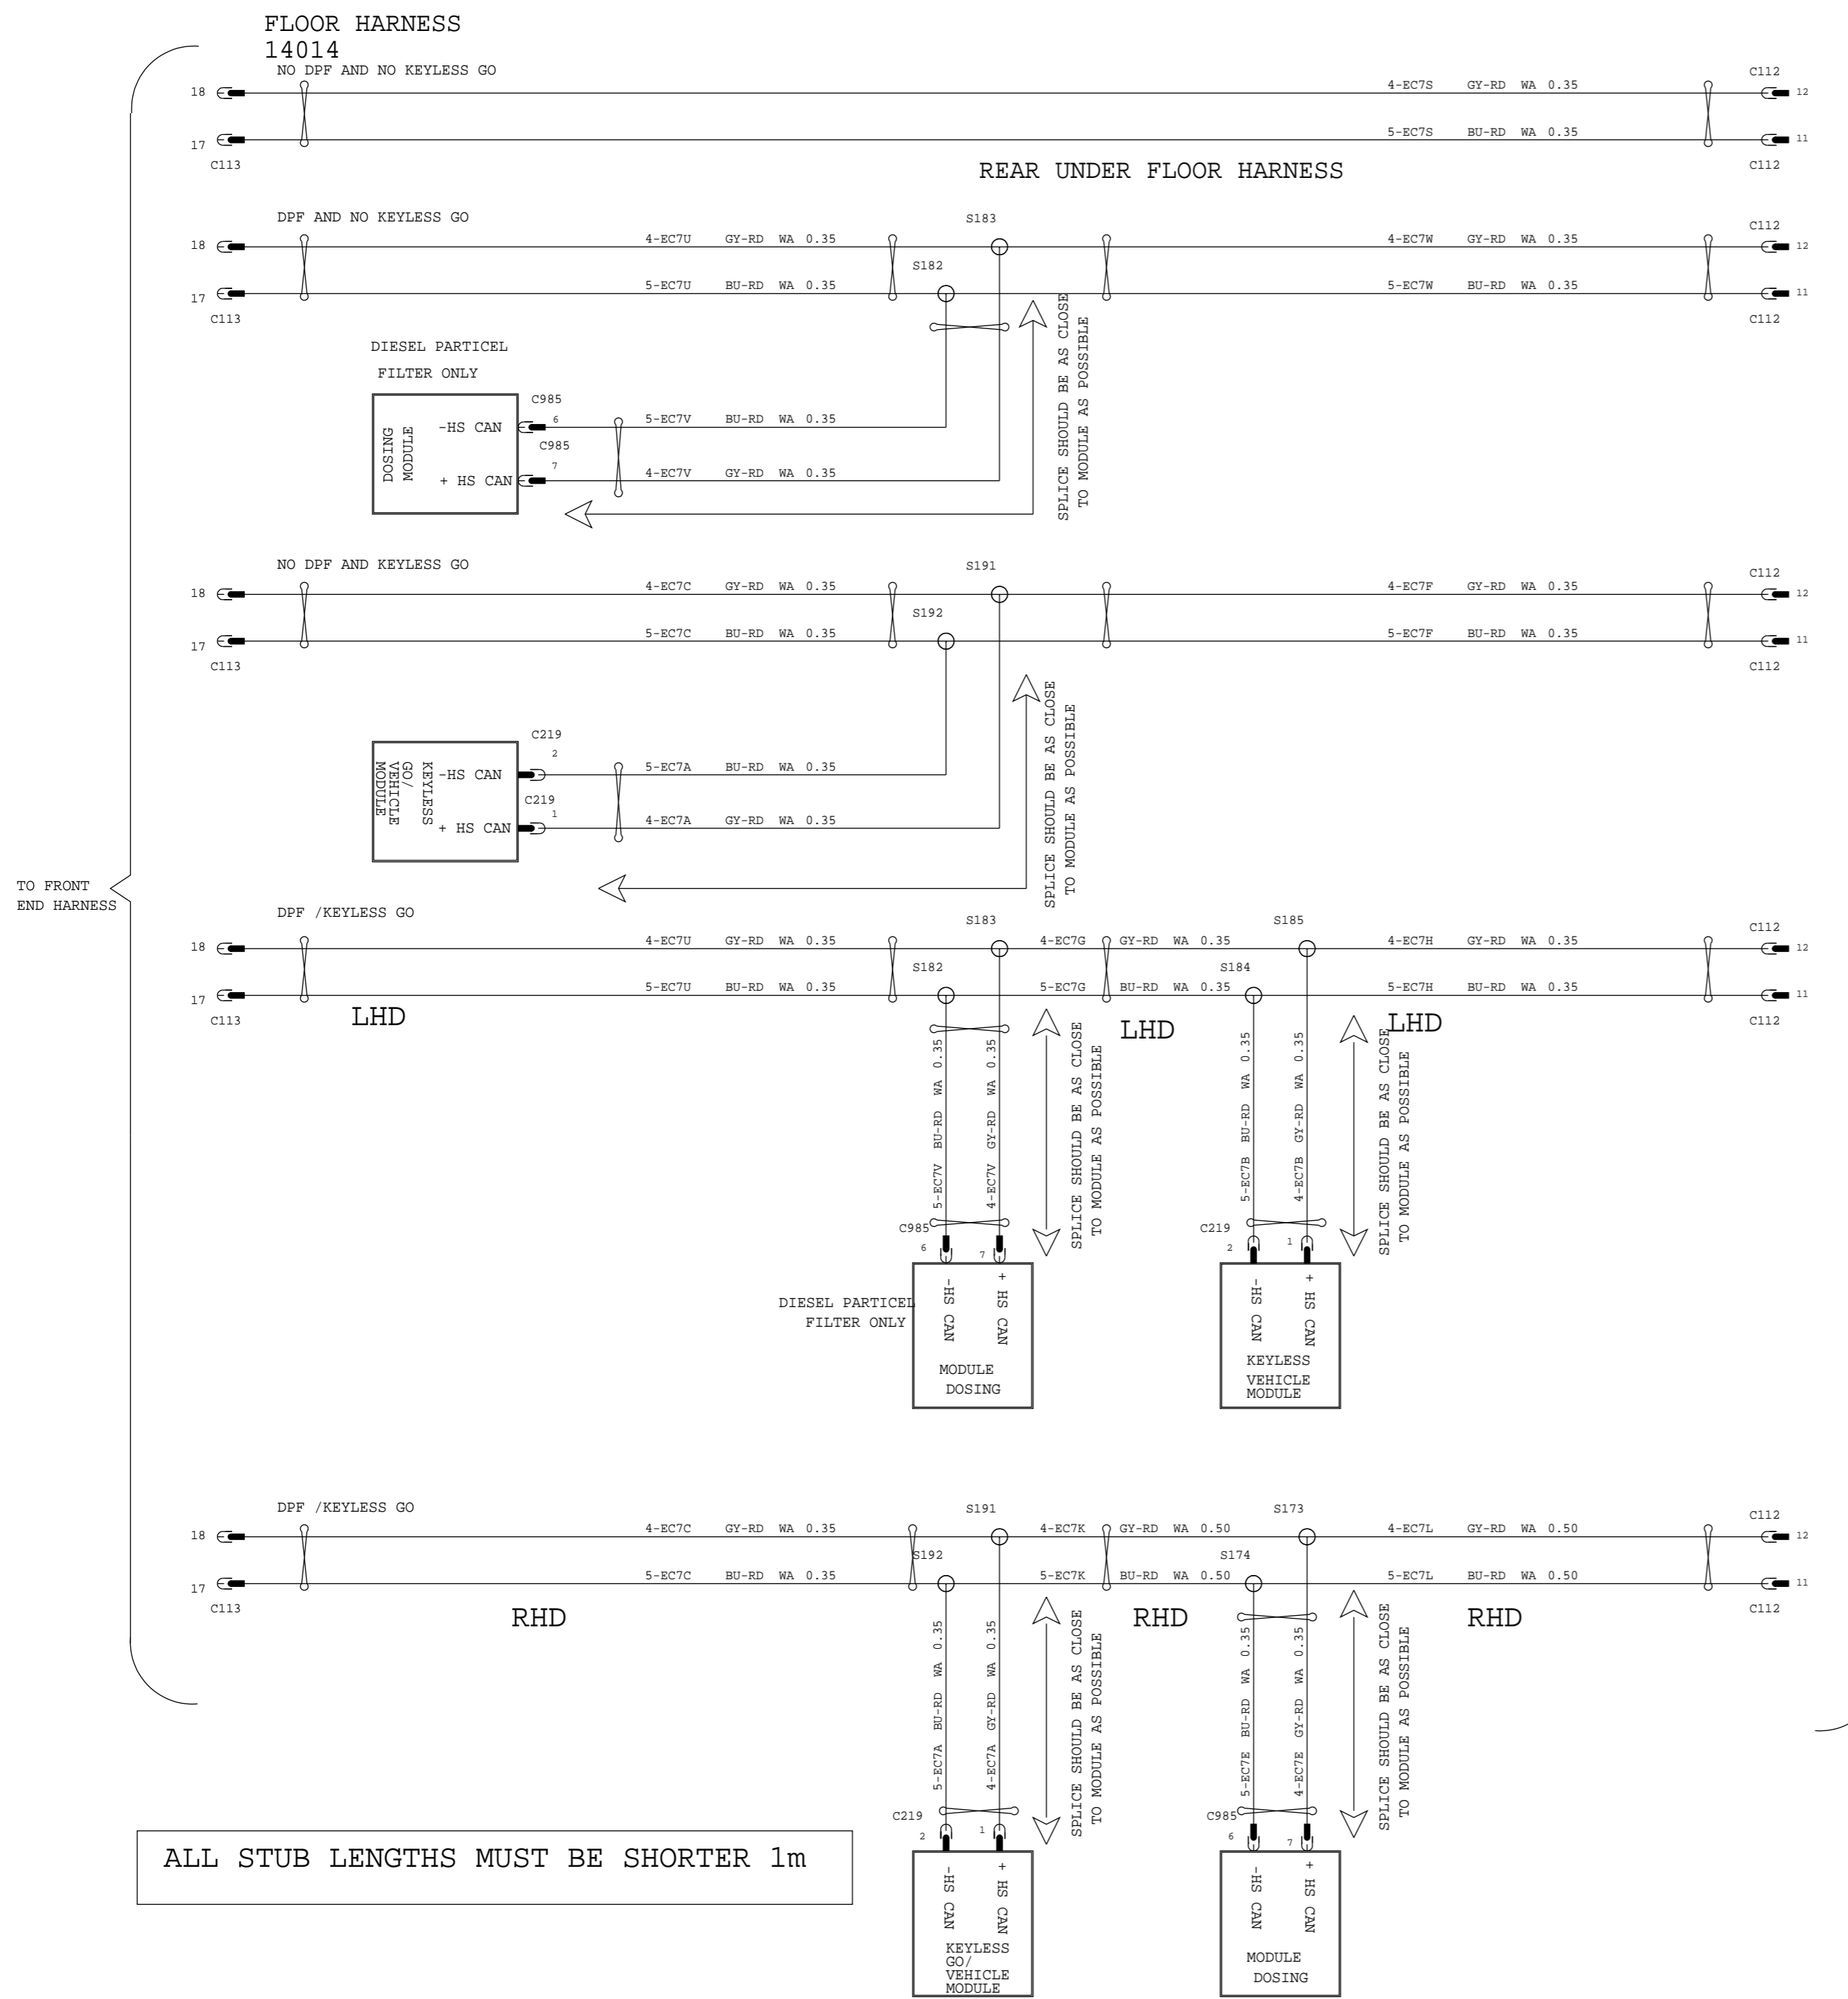 FLOOR HARNESS
14014
NO DPF AND NO KEYLESS GO
18 4-EC7S GY-RD WA 0.35 C112 12
17 5-EC7S BU-RD WA 0.35 11
C113 C112
REAR UNDER FLOOR HARNESS
DPF AND NO KEYLESS GO S183 C112
18 4-EC7U GY-RD WA 0.35 4-EC7W GY-RD WA 0.35 12
S182
17 5-EC7U BU-RD WA 0.35 5-EC7W BU-RD WA 0.35 11
C113 C112
SPLICE SHOULD BE AS CLOSE
TO MODULE AS POSSIBLE
DIESEL PARTICEL
FILTER ONLY
C985
-HS CAN 6 5-EC7V BU-RD WA 0.35
C985
+ HS CAN 7 4-EC7V GY-RD WA 0.35
DOSING
MODULE
NO DPF AND KEYLESS GO S191 C112
18 4-EC7C GY-RD WA 0.35 4-EC7F GY-RD WA 0.35 12
S192
17 5-EC7C BU-RD WA 0.35 5-EC7F BU-RD WA 0.35 11
C113 C112
SPLICE SHOULD BE AS CLOSE
TO MODULE AS POSSIBLE
C219
-HS CAN 2 5-EC7A BU-RD WA 0.35
C219
+ HS CAN 1 4-EC7A GY-RD WA 0.35
KEYLESS
GO/
VEHICLE
MODULE
TO FRONT
END HARNESS
DPF /KEYLESS GO S183 S185 C112
18 4-EC7U GY-RD WA 0.35 4-EC7G GY-RD WA 0.35 4-EC7H GY-RD WA 0.35 12
S182 S184
17 5-EC7U BU-RD WA 0.35 5-EC7G BU-RD WA 0.35 5-EC7H BU-RD WA 0.35 11
C113 C112
LHD LHD LHD
5-EC7V BU-RD WA 0.35
4-EC7V GY-RD WA 0.35
SPLICE SHOULD BE AS CLOSE
TO MODULE AS POSSIBLE
5-EC7B BU-RD WA 0.35
4-EC7B GY-RD WA 0.35
SPLICE SHOULD BE AS CLOSE
TO MODULE AS POSSIBLE
C985 C219
6 7 2 1
-HS CAN
+ HS CAN
-HS CAN
+ HS CAN
DIESEL PARTICEL
FILTER ONLY
MODULE
DOSING
KEYLESS
VEHICLE
MODULE
DPF /KEYLESS GO S191 S173 C112
18 4-EC7C GY-RD WA 0.35 4-EC7K GY-RD WA 0.50 4-EC7L GY-RD WA 0.50 12
S192 S174
17 5-EC7C BU-RD WA 0.35 5-EC7K BU-RD WA 0.50 5-EC7L BU-RD WA 0.50 11
C113 C112
RHD RHD RHD
5-EC7A BU-RD WA 0.35
4-EC7A GY-RD WA 0.35
SPLICE SHOULD BE AS CLOSE
TO MODULE AS POSSIBLE
5-EC7E BU-RD WA 0.35
4-EC7E GY-RD WA 0.35
SPLICE SHOULD BE AS CLOSE
TO MODULE AS POSSIBLE
C219 C985
2 1 6 7
-HS CAN
+ HS CAN
-HS CAN
+ HS CAN
KEYLESS
GO/
VEHICLE
MODULE
MODULE
DOSING
ALL STUB LENGTHS MUST BE SHORTER 1m